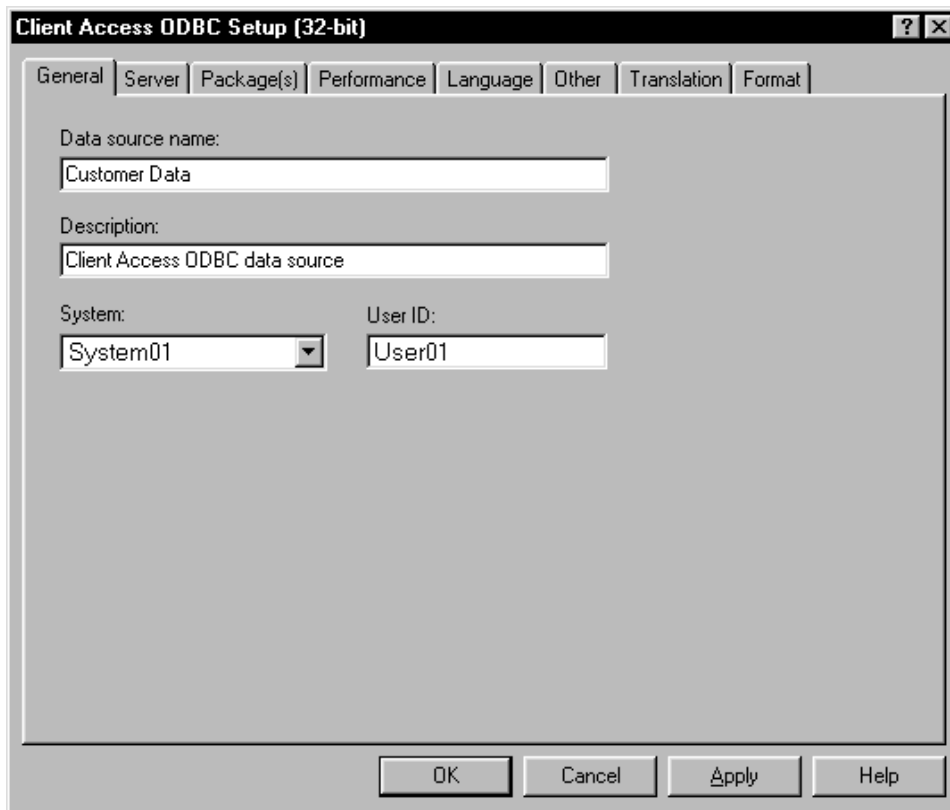 Client Access ODBC Setup (32-bit)
General Server Package(s) Performance Language Other Translation Format
Data source name:
Customer Data
Description:
Client Access ODBC data source
System: User ID:
System01 User01
OK Cancel Apply Help